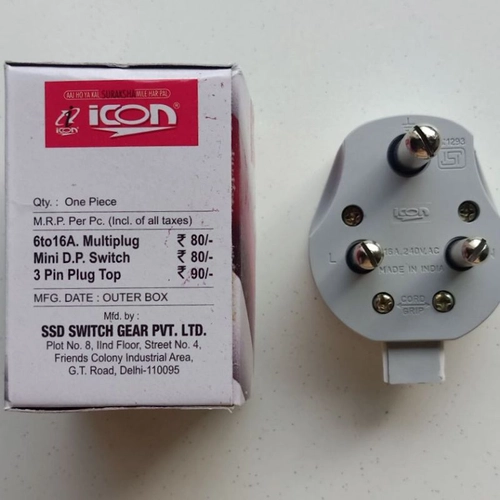 AAJ HO YA KAL SURAKSHA MILE HAR PAL
icon®
icon
Qty. : One Piece
M.R.P. Per Pc. (Incl. of all taxes)
6to16A. Multiplug ₹ 80/-
Mini D.P. Switch ₹ 80/-
3 Pin Plug Top ₹ 90/-
MFG. DATE : OUTER BOX
Mfd. by :
SSD SWITCH GEAR PVT. LTD.
Plot No. 8, IInd Floor, Street No. 4,
Friends Colony Industrial Area,
G.T. Road, Delhi-110095
1293
ISI
icon
L
16A, 240V, AC
MADE IN INDIA
CORD
GRIP